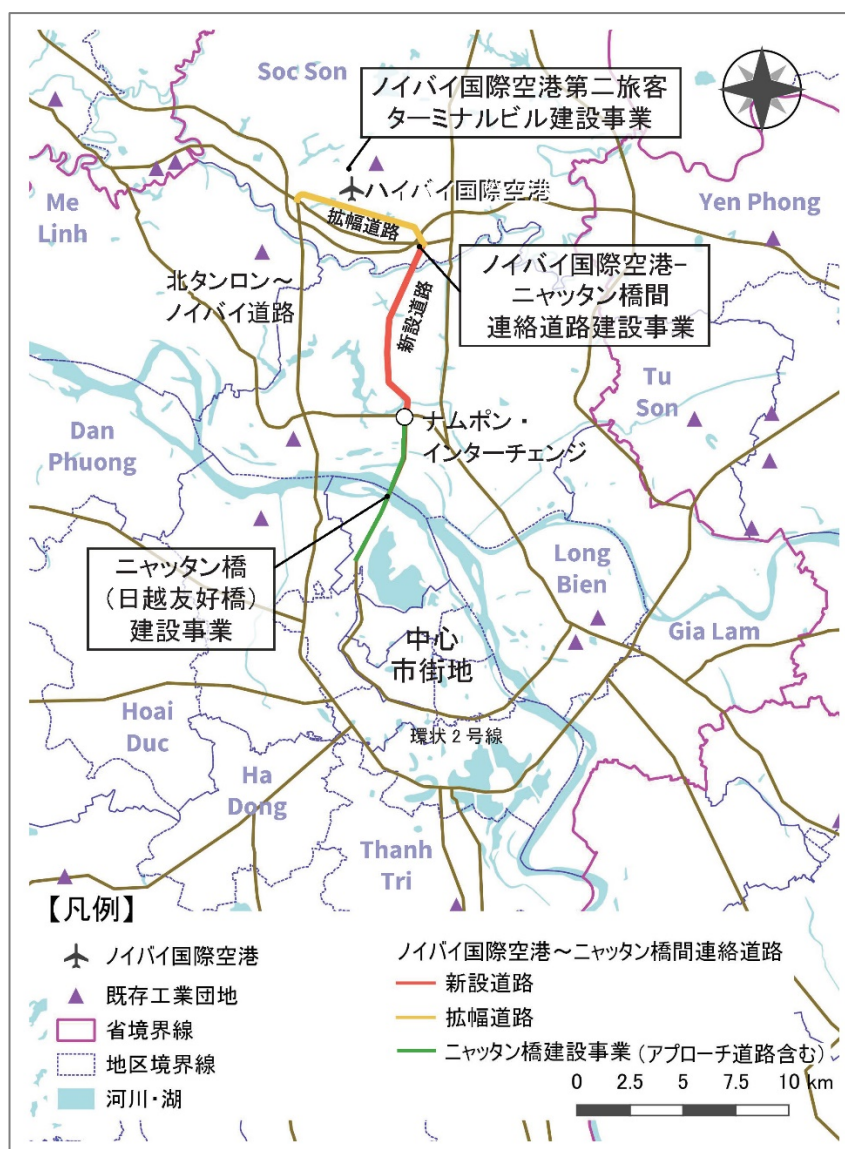 Soc Son
ノイバイ国際空港第二旅客
ターミナルビル建設事業
ハイバイ国際空港
Me
Linh
拡幅道路
Yen Phong
ノイバイ国際空港-
ニャッタン橋間
連絡道路建設事業
北タンロン～
ノイバイ道路
新設道路
Tu
Son
ナムポン・
インターチェンジ
Dan
Phuong
ニャッタン橋
（日越友好橋）
建設事業
Long
Bien
Gia Lam
中心
市街地
Hoai
Duc
環状2号線
Ha
Dong
Thanh
Tri
【凡例】
ノイバイ国際空港
既存工業団地
省境界線
地区境界線
河川・湖
ノイバイ国際空港～ニャッタン橋間連絡道路
新設道路
拡幅道路
ニャッタン橋建設事業（アプローチ道路含む）
0 2.5 5 7.5 10 km